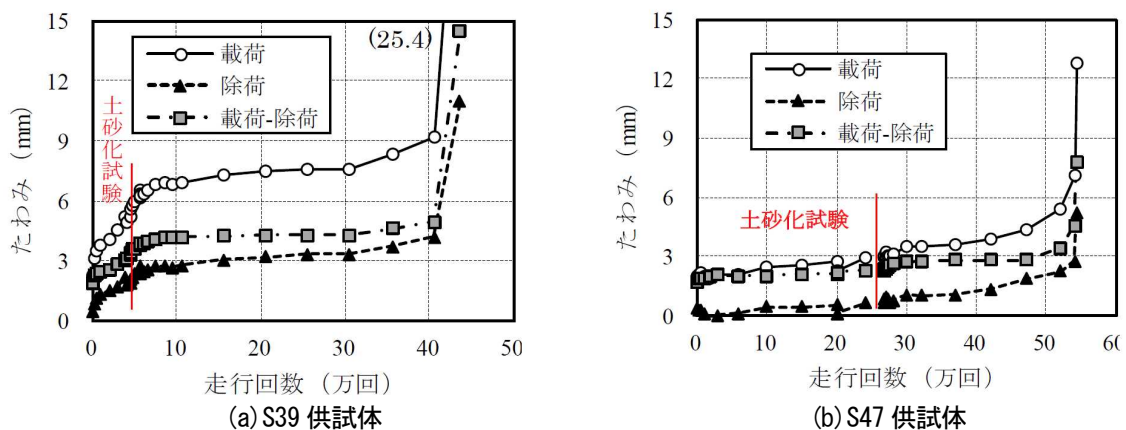 15
12
9
6
3
0
たわみ（mm）
載荷
除荷
載荷-除荷
(25.4)
土砂化試験
0 10 20 30 40 50
走行回数（万回）
(a)S39 供試体
15
12
9
6
3
0
たわみ（mm）
載荷
除荷
載荷-除荷
土砂化試験
0 10 20 30 40 50 60
走行回数（万回）
(b)S47 供試体